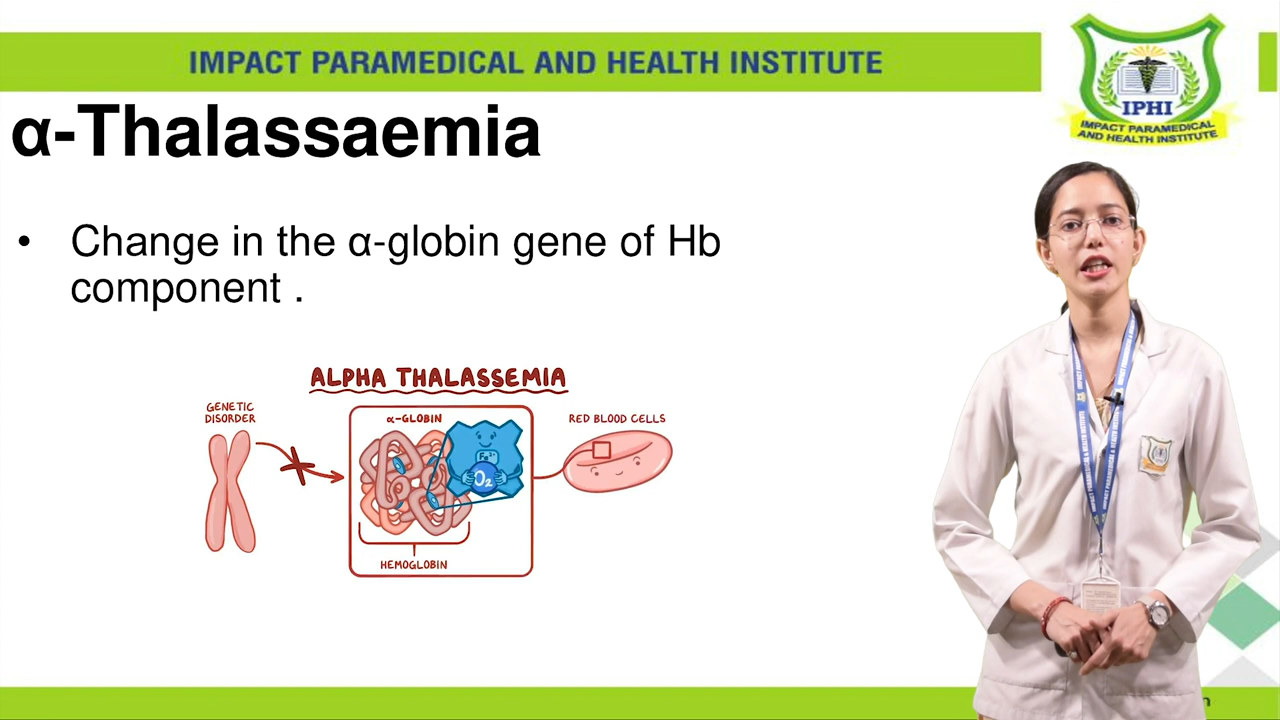 IMPACT PARAMEDICAL AND HEALTH INSTITUTE
IPHI
IMPACT PARAMEDICAL
AND HEALTH INSTITUTE
α-Thalassaemia
• Change in the α-globin gene of Hb
component .
ALPHA THALASSEMIA
GENETIC
DISORDER
α-GLOBIN
Fe²⁺
O₂
HEMOGLOBIN
RED BLOOD CELLS